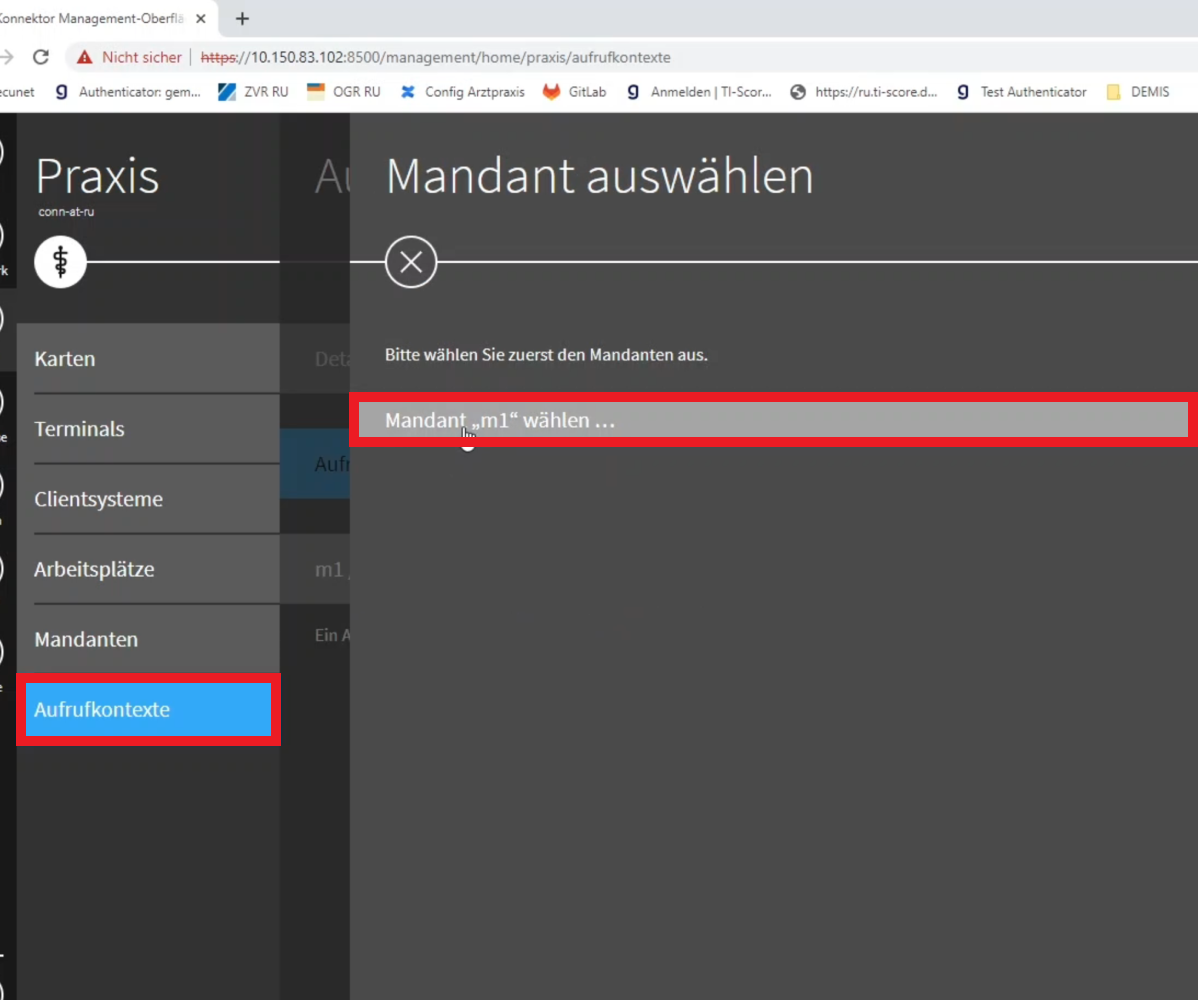 Konnektor Management-Oberflä
Nicht sicher
https://10.150.83.102:8500/management/home/praxis/aufrufkontexte
ecunet
Authenticator: gem...
ZVR RU
OGR RU
Config Arztpraxis
GitLab
Anmelden | TI-Scor...
https://ru.ti-score.d...
Test Authenticator
DEMIS
Praxis
conn-at-ru
Au
Mandant auswählen
Bitte wählen Sie zuerst den Mandanten aus.
Mandant „m1“ wählen ...
Karten
Terminals
Clientsysteme
Arbeitsplätze
Mandanten
Aufrufkontexte
Deta
Aufr
m1
Ein A